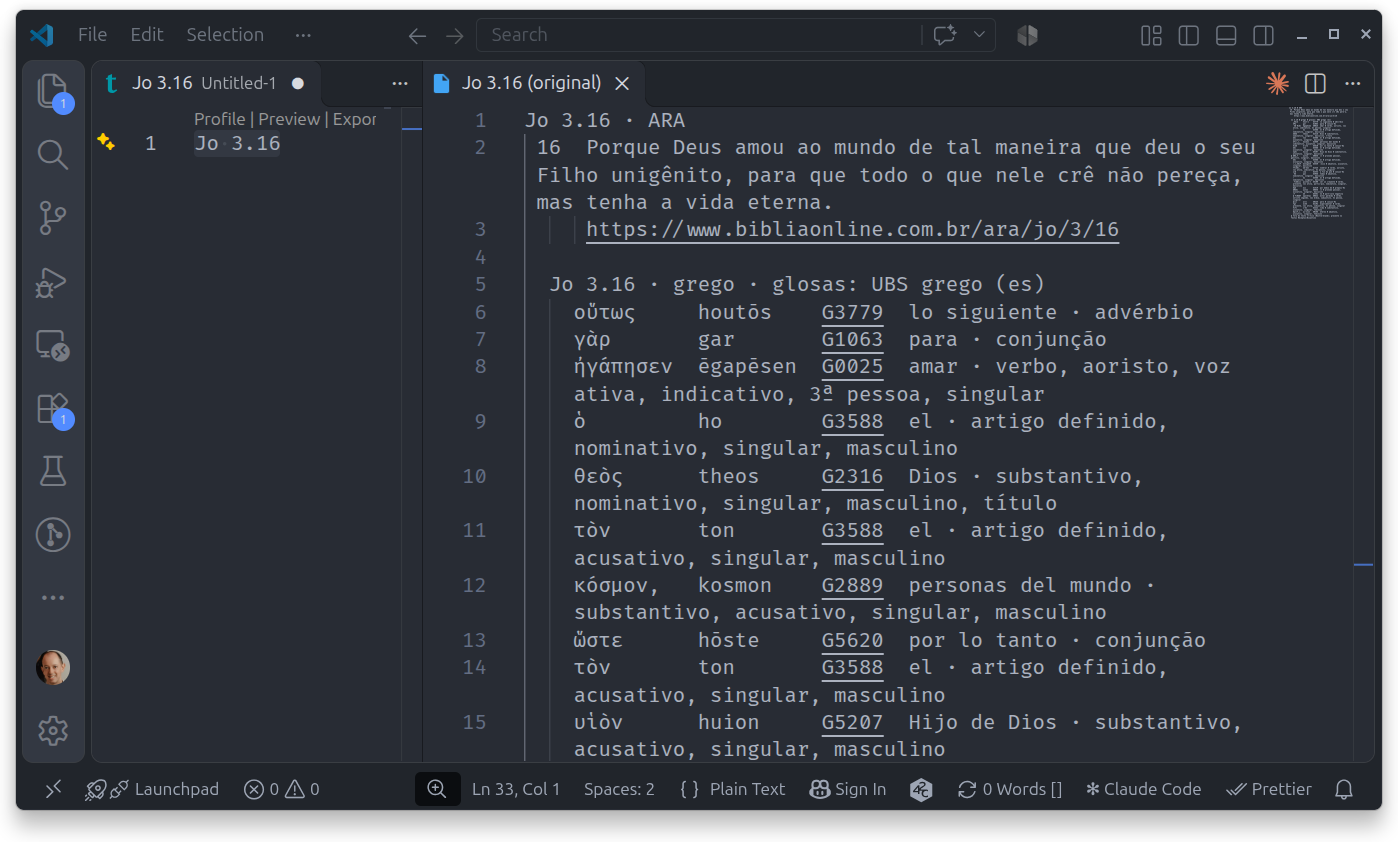 File Edit Selection ··· Search
Jo 3.16 Untitled-1
Jo 3.16 (original)
Profile | Preview | Expor
1 Jo 3.16
1 Jo 3.16 · ARA
2 16 Porque Deus amou ao mundo de tal maneira que deu o seu
Filho unigênito, para que todo o que nele crê não pereça,
mas tenha a vida eterna.
3 https://www.bibliaonline.com.br/ara/jo/3/16
4
5 Jo 3.16 · grego · glosas: UBS grego (es)
6 οὕτως houtōs G3779 lo siguiente · advérbio
7 γὰρ gar G1063 para · conjunção
8 ἠγάπησεν ēgapēsen G0025 amar · verbo, aoristo, voz
ativa, indicativo, 3ª pessoa, singular
9 ὁ ho G3588 el · artigo definido,
nominativo, singular, masculino
10 θεὸς theos G2316 Dios · substantivo,
nominativo, singular, masculino, título
11 τὸν ton G3588 el · artigo definido,
acusativo, singular, masculino
12 κόσμον, kosmon G2889 personas del mundo ·
substantivo, acusativo, singular, masculino
13 ὥστε hōste G5620 por lo tanto · conjunção
14 τὸν ton G3588 el · artigo definido,
acusativo, singular, masculino
15 υἱὸν huion G5207 Hijo de Dios · substantivo,
acusativo, singular, masculino
1
1
Launchpad 0 0 Ln 33, Col 1 Spaces: 2 { } Plain Text Sign In 0 Words [] Claude Code Prettier